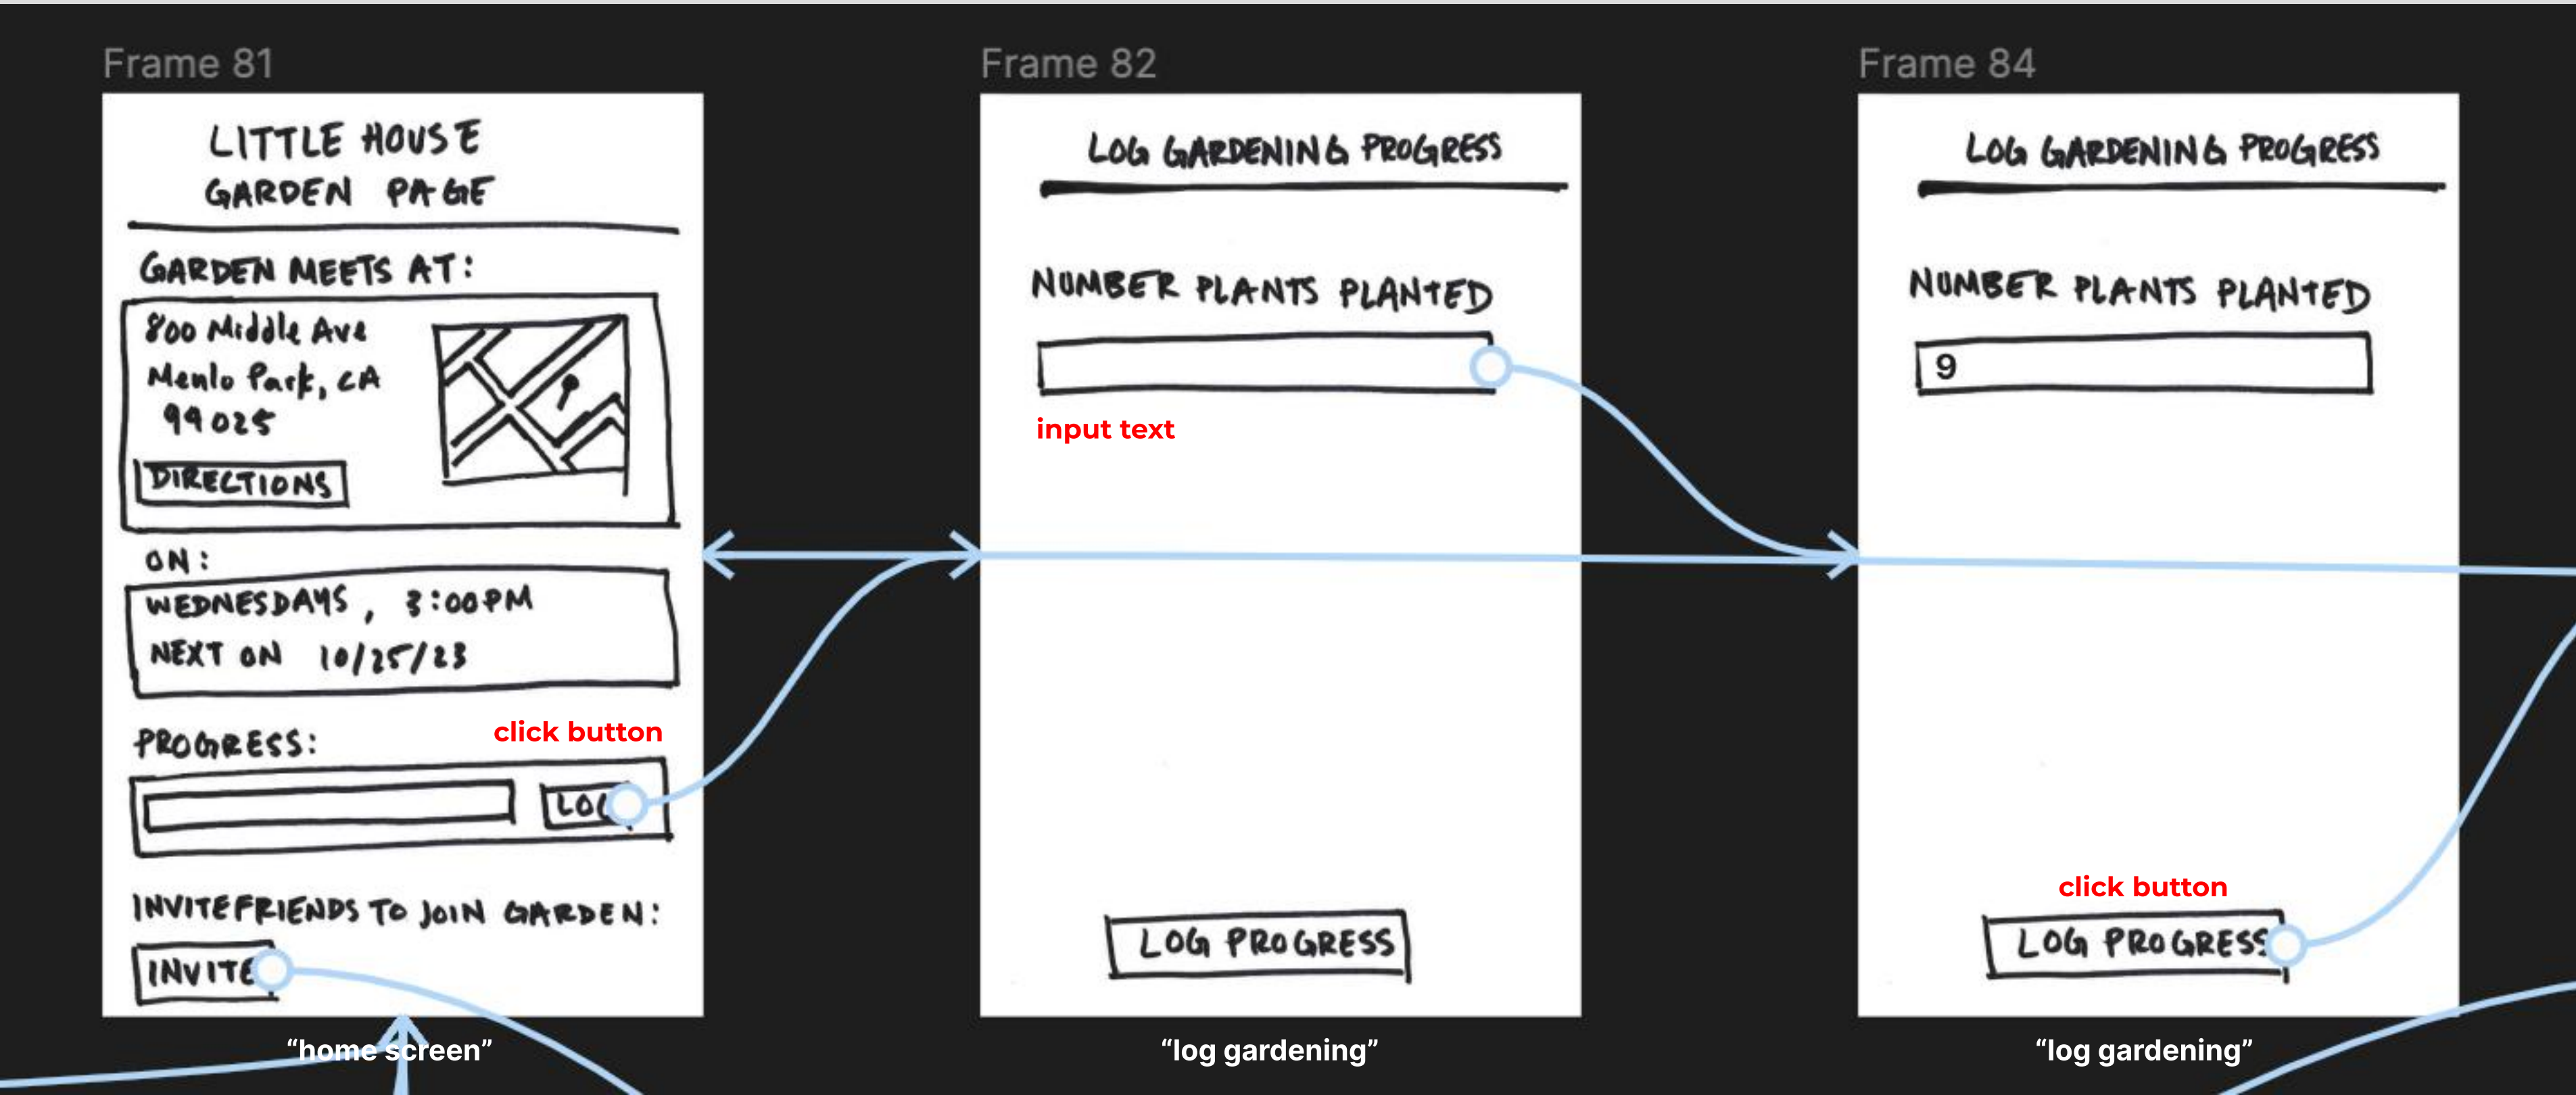 Frame 81
LITTLE HOUSE
GARDEN PAGE
GARDEN MEETS AT:
800 Middle Ave
Menlo Park, CA
94025
DIRECTIONS
ON:
WEDNESDAYS, 3:00PM
NEXT ON 10/25/23
click button
PROGRESS:
LOG
INVITE FRIENDS TO JOIN GARDEN:
INVITE
“home screen”
Frame 82
LOG GARDENING PROGRESS
NUMBER PLANTS PLANTED
input text
LOG PROGRESS
“log gardening”
Frame 84
LOG GARDENING PROGRESS
NUMBER PLANTS PLANTED
9
click button
LOG PROGRESS
“log gardening”